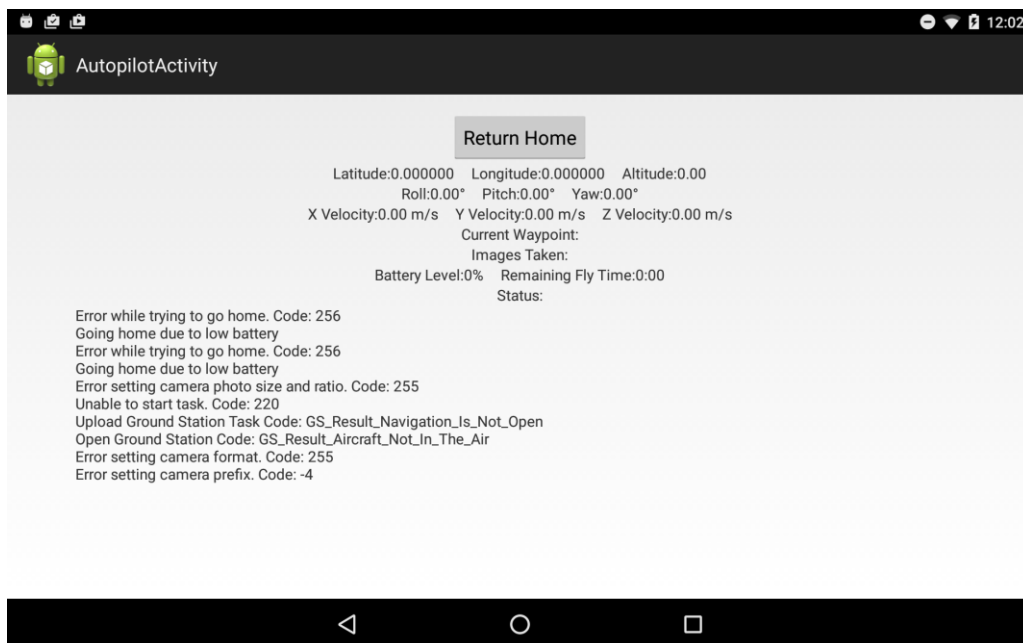 12:02
AutopilotActivity
Return Home
Latitude:0.000000 Longitude:0.000000 Altitude:0.00
Roll:0.00° Pitch:0.00° Yaw:0.00°
X Velocity:0.00 m/s Y Velocity:0.00 m/s Z Velocity:0.00 m/s
Current Waypoint:
Images Taken:
Battery Level:0% Remaining Fly Time:0:00
Status:
Error while trying to go home. Code: 256
Going home due to low battery
Error while trying to go home. Code: 256
Going home due to low battery
Error setting camera photo size and ratio. Code: 255
Unable to start task. Code: 220
Upload Ground Station Task Code: GS_Result_Navigation_Is_Not_Open
Open Ground Station Code: GS_Result_Aircraft_Not_In_The_Air
Error setting camera format. Code: 255
Error setting camera prefix. Code: -4